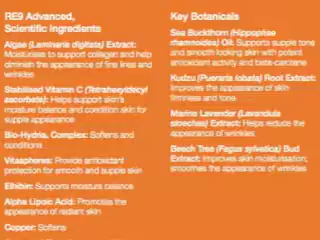 RE9 Advanced,
Scientific Ingredients
Algae (Laminaria digitata) Extract:
Moisturises to support collagen and help
diminish the appearance of fine lines and
wrinkles
Stabilised Vitamin C (Tetrahexyldecyl
ascorbate): Helps support skin's
moisture balance and condition skin for
supple appearance
Bio-Hydria. Complex: Softens and
conditions
Vitaspheres: Provide antioxidant
protection for smooth and supple skin
Elhibin: Supports moisture balance
Alpha Lipoic Acid: Promotes the
appearance of radiant skin
Copper: Softens
Key Botanicals
Sea Buckthorn (Hippophae
rhamnoides) Oil: Supports supple tone
and smooth looking skin with potent
antioxidant activity and beta-carotene
Kudzu (Pueraria lobata) Root Extract:
Improves the appearance of skin
firmness and tone
Marine Lavender (Lavandula
stoechas) Extract: Helps reduce the
appearance of wrinkles
Beech Tree (Fagus sylvatica) Bud
Extract: Improves skin moisturisation;
smoothes the appearance of wrinkles